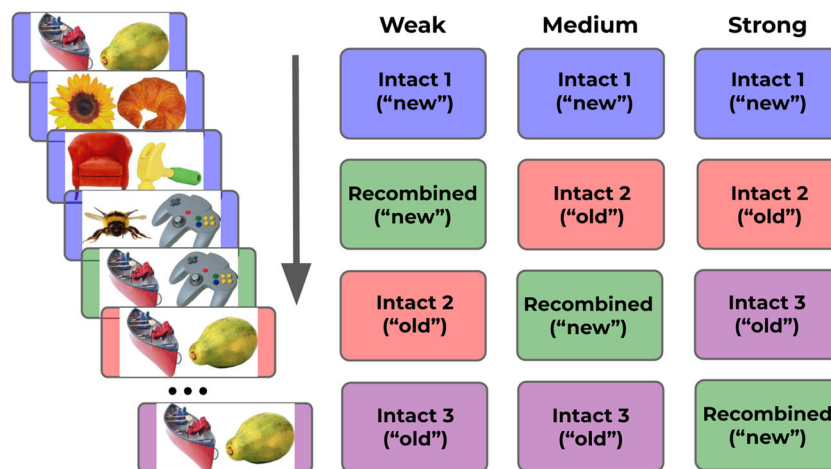 Weak Medium Strong
Intact 1 Intact 1 Intact 1
(“new”) (“new”) (“new”)
Recombined Intact 2 Intact 2
(“new”) (“old”) (“old”)
Intact 2 Recombined Intact 3
(“old”) (“new”) (“old”)
Intact 3 Intact 3 Recombined
(“old”) (“old”) (“new”)